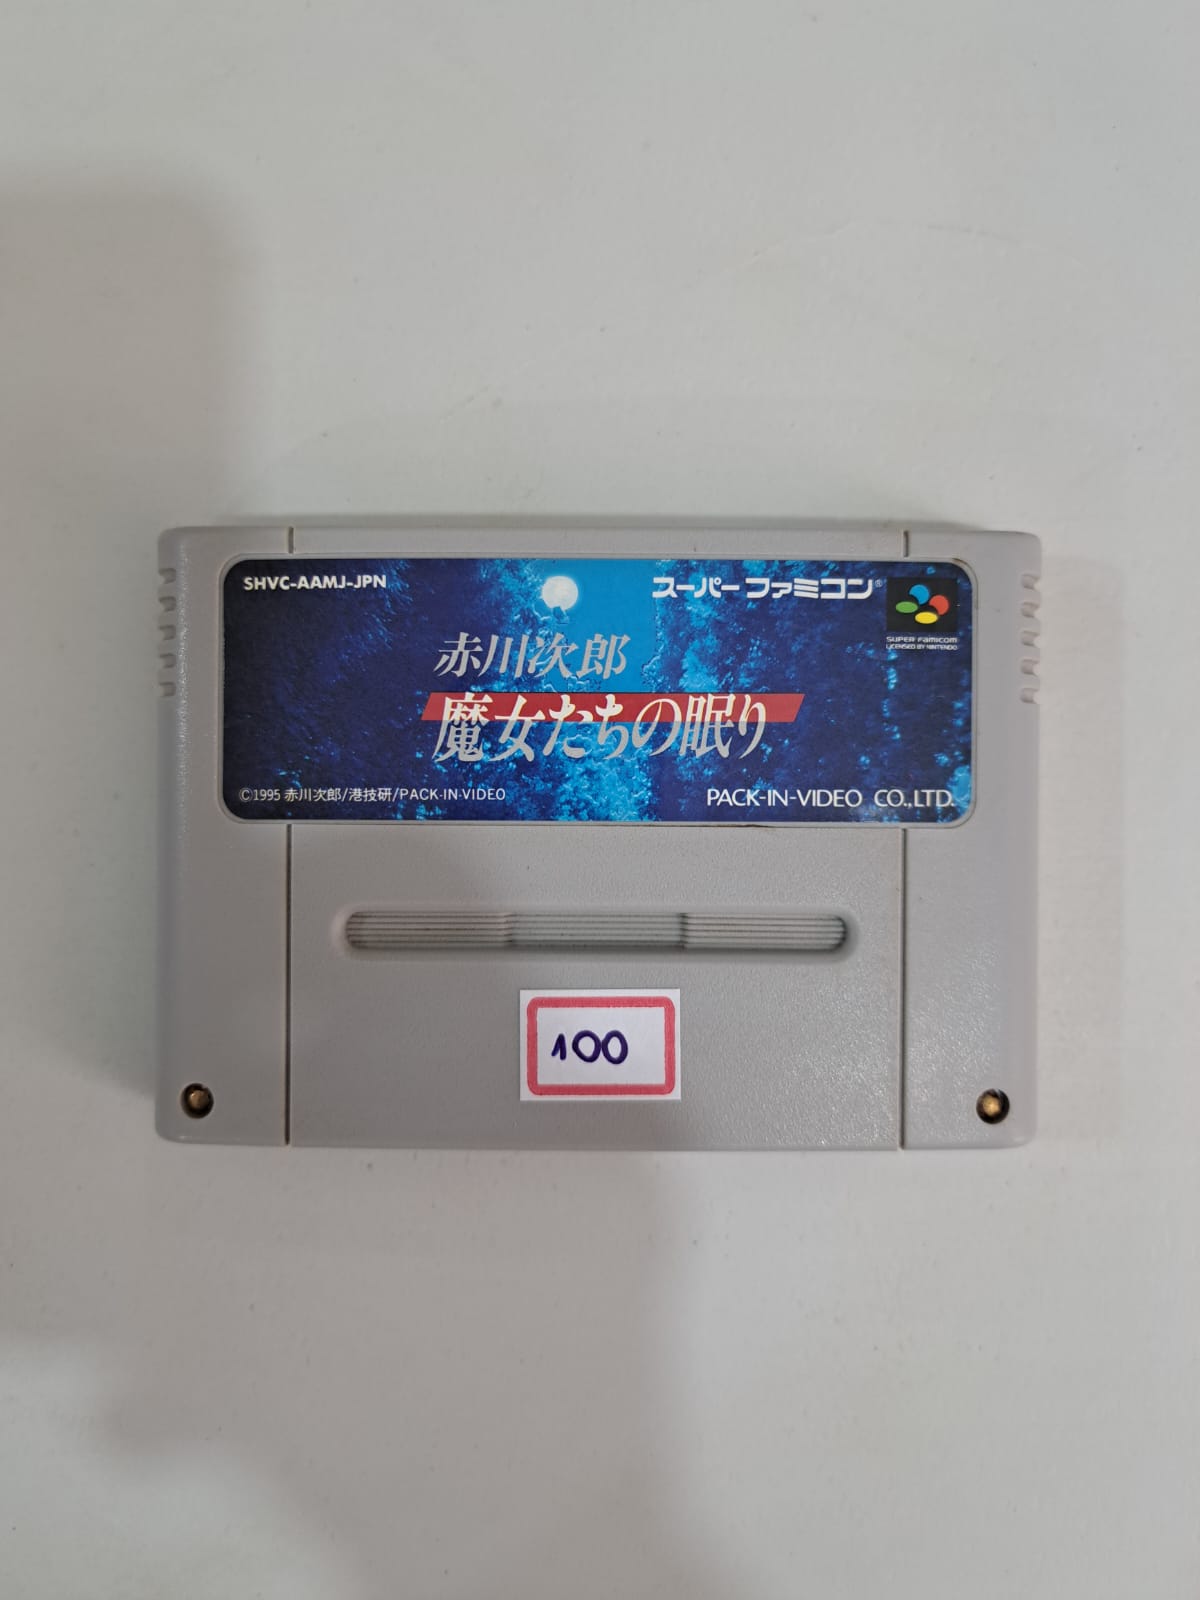 SHVC-AAMJ-JPN
スーパーファミコン®
SUPER FAMICOM
LICENSED BY NINTENDO
赤川次郎
魔女たちの眠り
©1995 赤川次郎/港技研/PACK-IN-VIDEO
PACK-IN-VIDEO CO.,LTD.
100